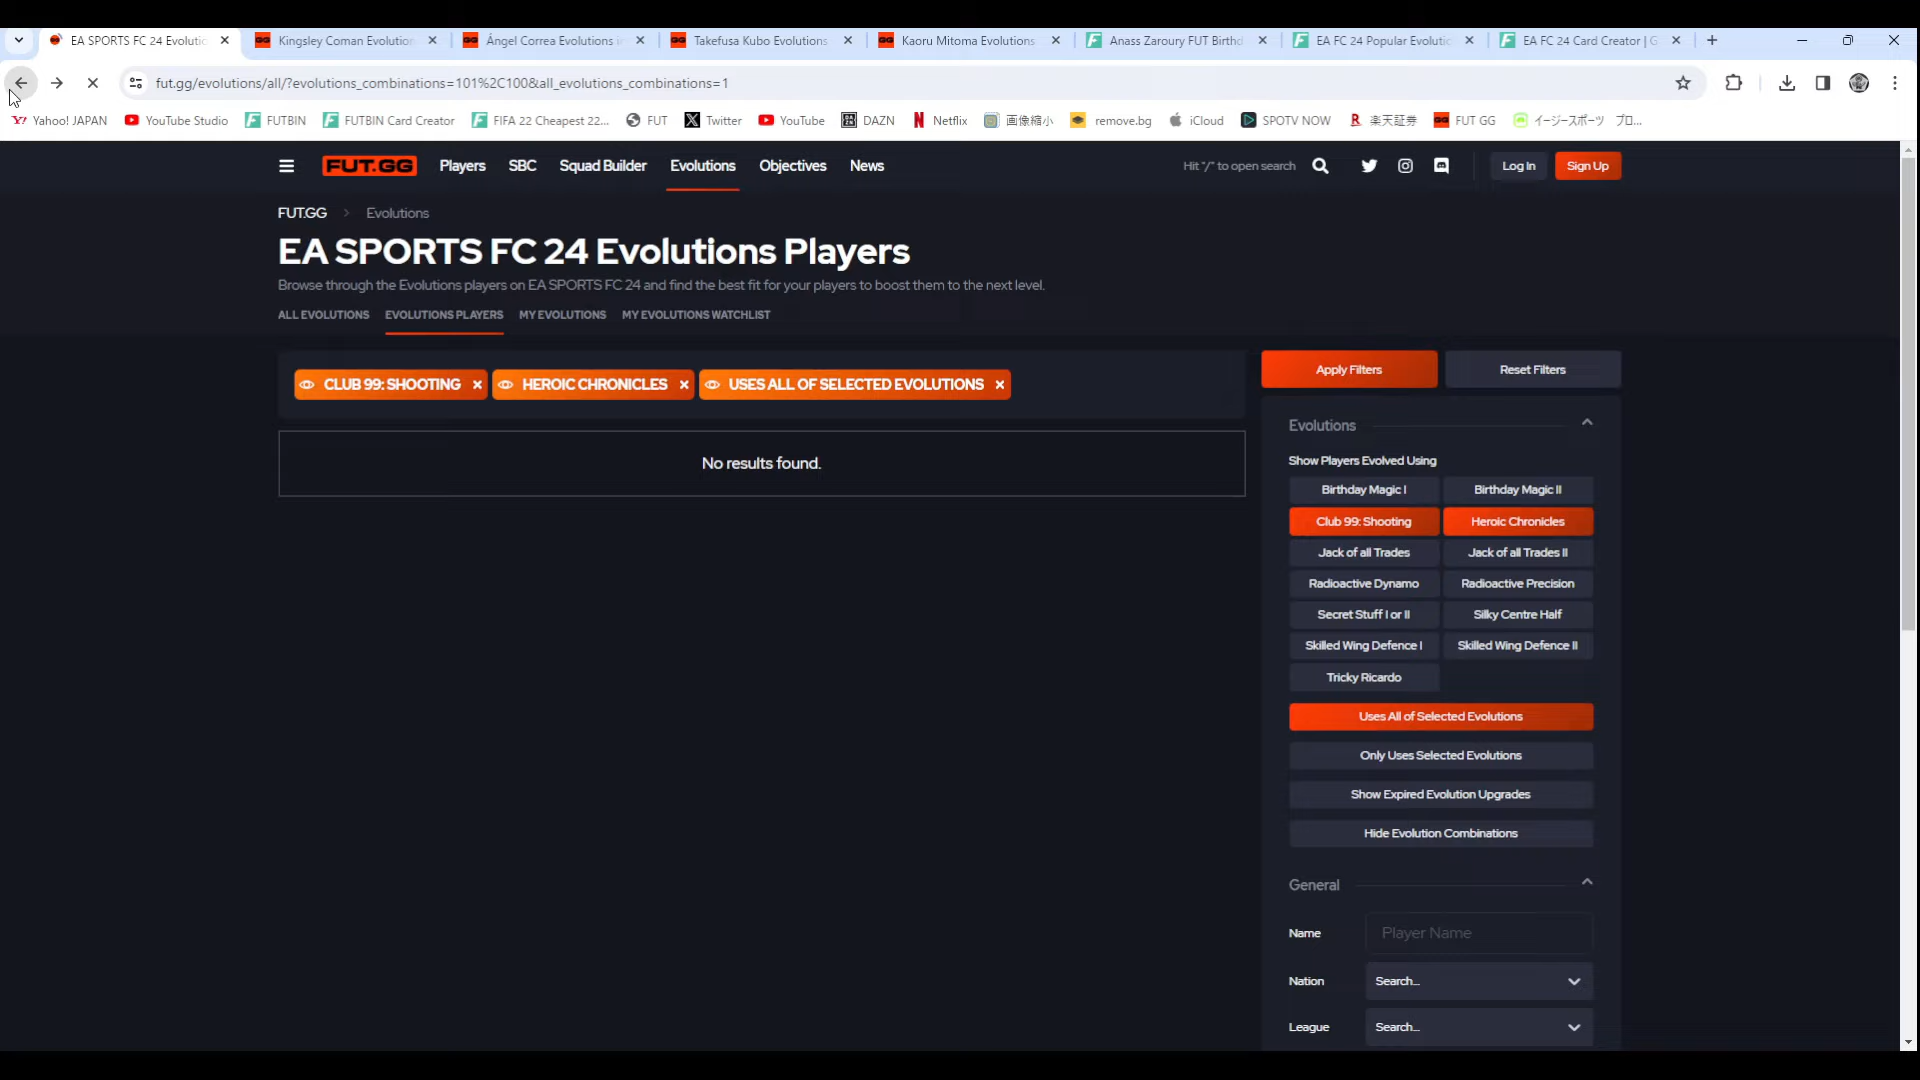 EA SPORTS FC 24 Evolutic
Kingsley Coman Evolution
Ángel Correa Evolutions i
Takefusa Kubo Evolutions
Kaoru Mitoma Evolutions
Anass Zaroury FUT Birthd
EA FC 24 Popular Evolutic
EA FC 24 Card Creator | G
fut.gg/evolutions/all/?evolutions_combinations=101%2C100&all_evolutions_combinations=1
Yahoo! JAPAN
YouTube Studio
FUTBIN
FUTBIN Card Creator
FIFA 22 Cheapest 22...
FUT
Twitter
YouTube
DAZN
Netflix
画像縮小
remove.bg
iCloud
SPOTV NOW
楽天証券
FUT GG
イージースポーツ プロ...
FUT.GG
Players
SBC
Squad Builder
Evolutions
Objectives
News
Hit "/" to open search
Log In
Sign Up
FUT.GG > Evolutions
EA SPORTS FC 24 Evolutions Players
Browse through the Evolutions players on EA SPORTS FC 24 and find the best fit for your players to boost them to the next level.
ALL EVOLUTIONS
EVOLUTIONS PLAYERS
MY EVOLUTIONS
MY EVOLUTIONS WATCHLIST
CLUB 99: SHOOTING ×
HEROIC CHRONICLES ×
USES ALL OF SELECTED EVOLUTIONS ×
No results found.
Apply Filters
Reset Filters
Evolutions
Show Players Evolved Using
Birthday Magic I
Birthday Magic II
Club 99: Shooting
Heroic Chronicles
Jack of all Trades
Jack of all Trades II
Radioactive Dynamo
Radioactive Precision
Secret Stuff I or II
Silky Centre Half
Skilled Wing Defence I
Skilled Wing Defence II
Tricky Ricardo
Uses All of Selected Evolutions
Only Uses Selected Evolutions
Show Expired Evolution Upgrades
Hide Evolution Combinations
General
Name
Player Name
Nation
Search...
League
Search...